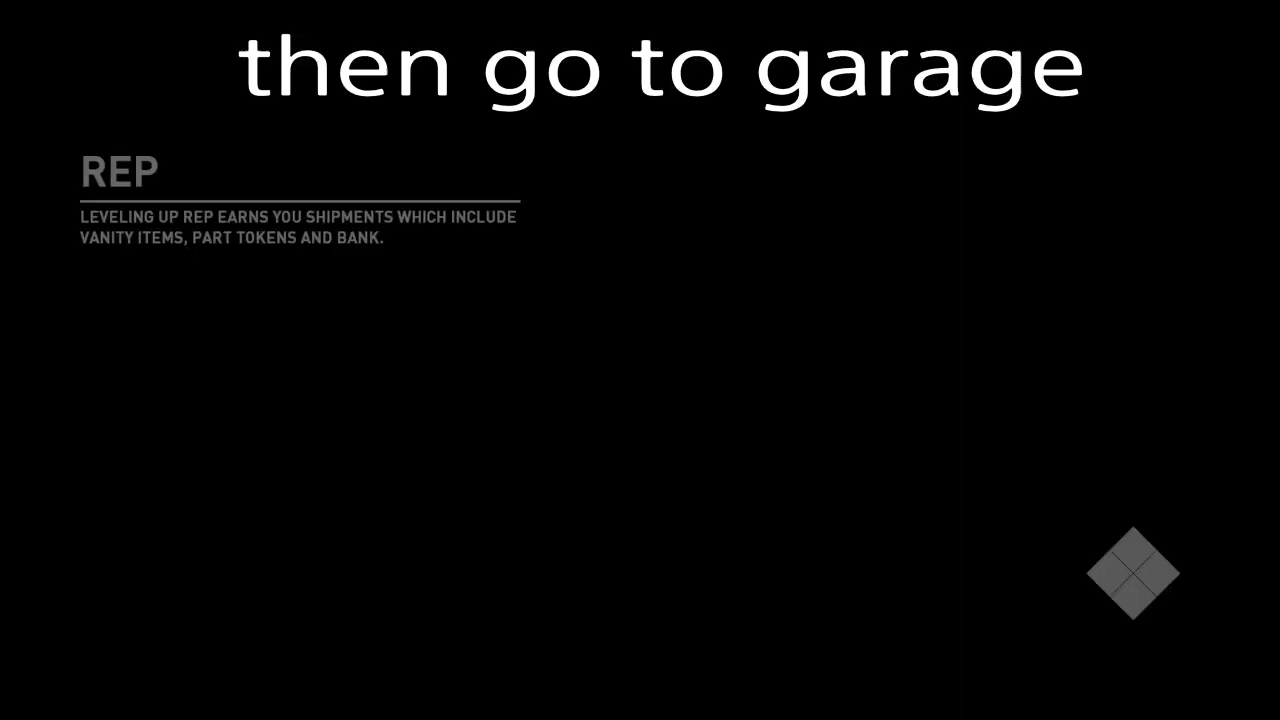 then go to garage
REP
LEVELING UP REP EARNS YOU SHIPMENTS WHICH INCLUDE
VANITY ITEMS, PART TOKENS AND BANK.